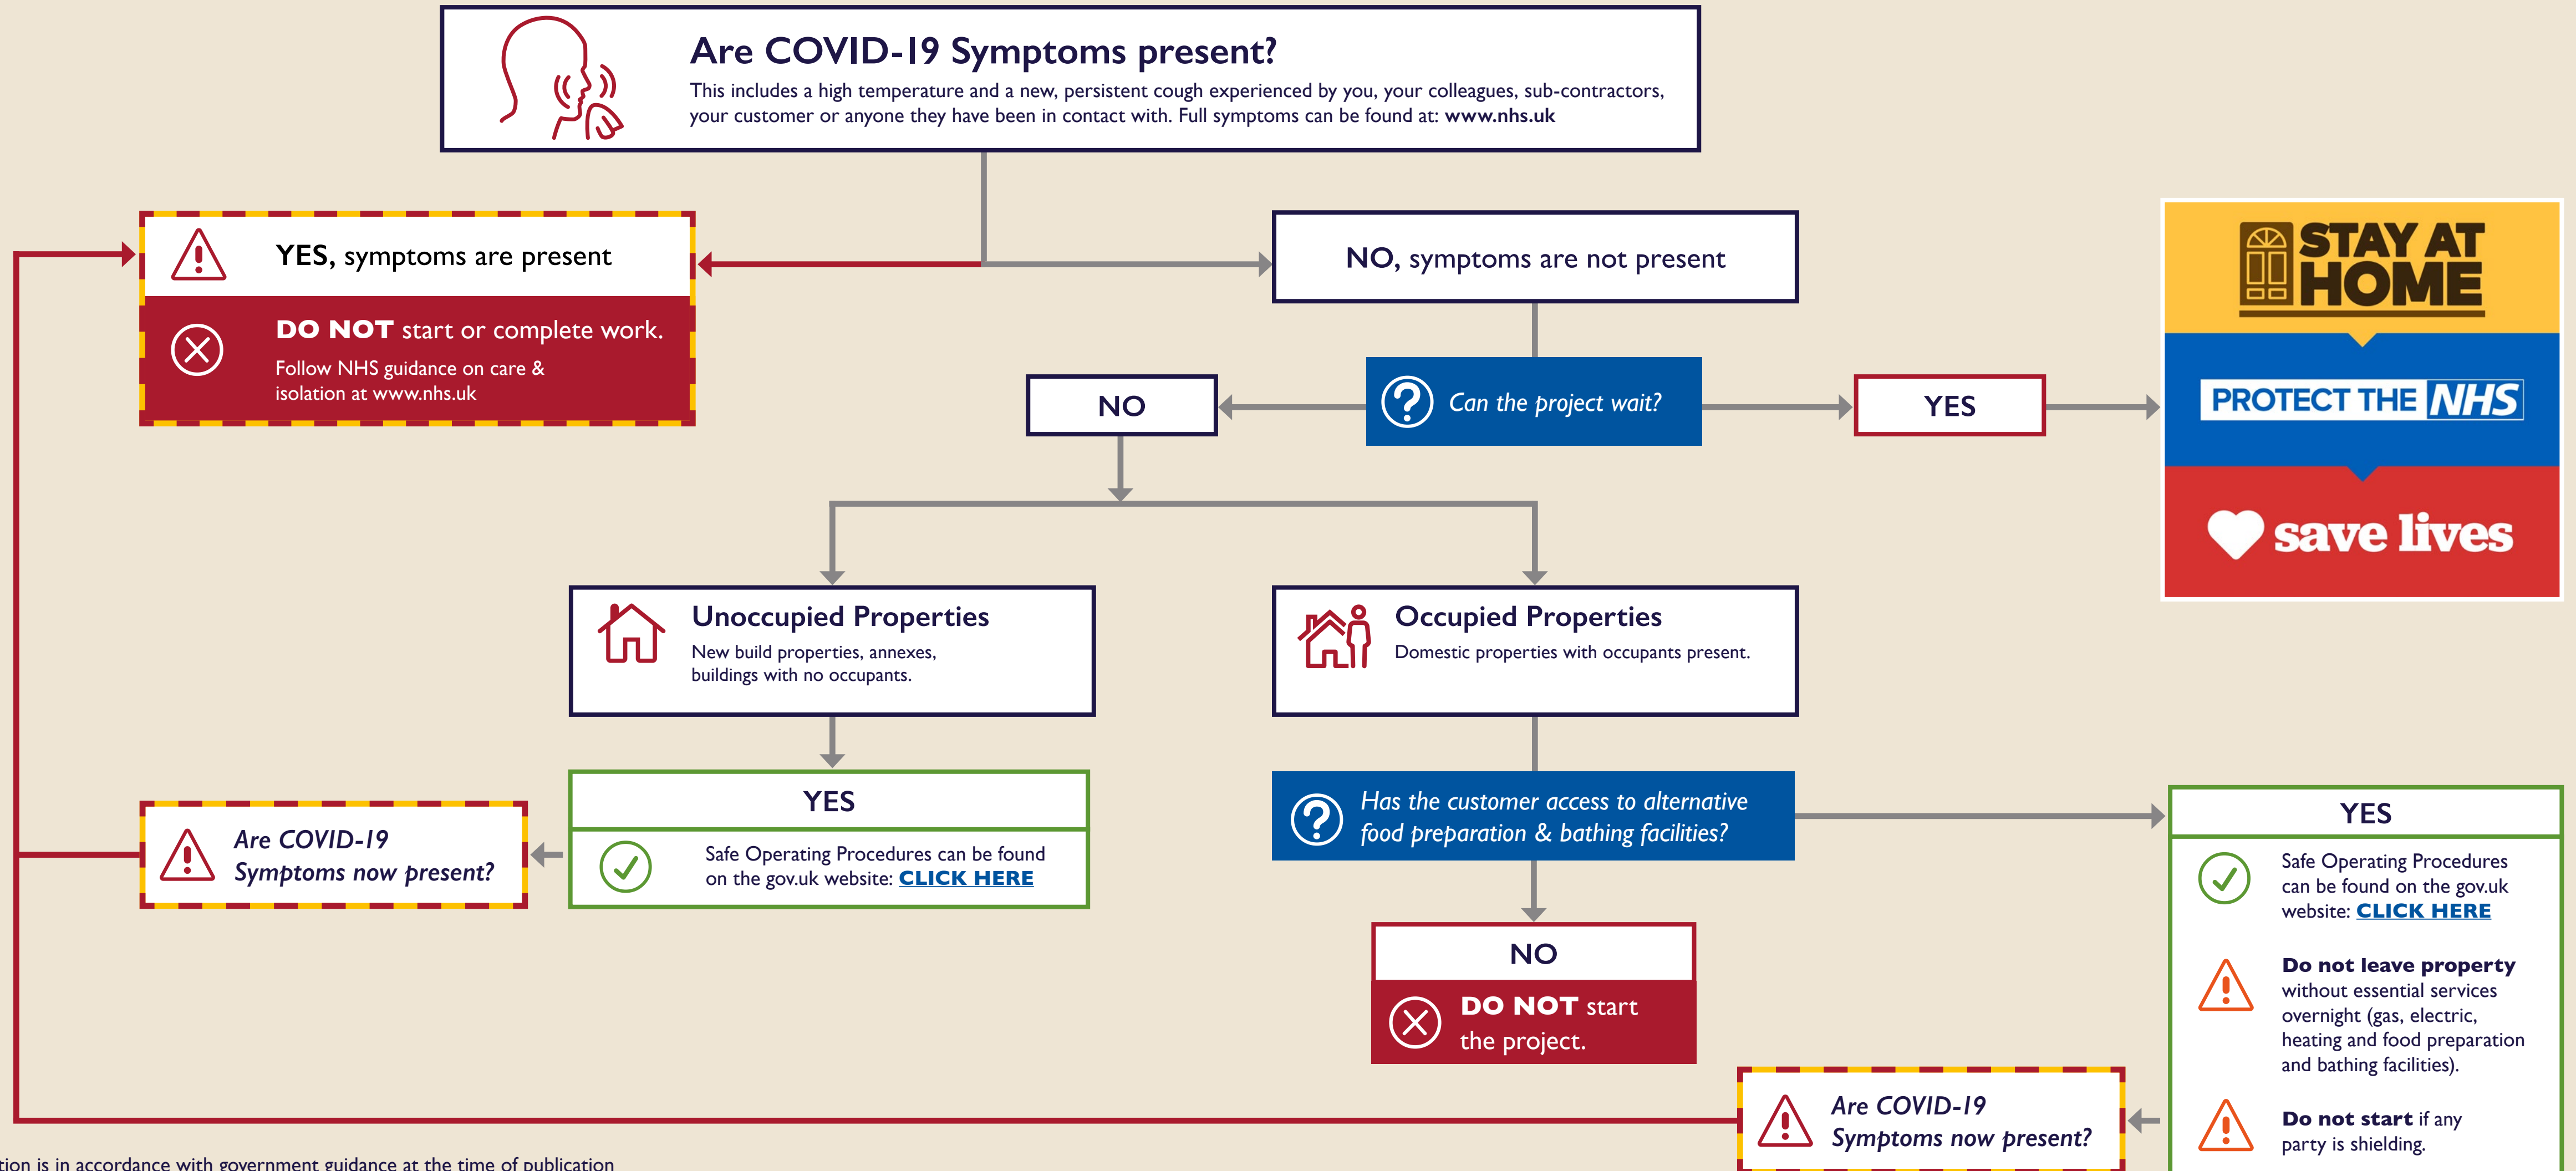 Are COVID-19 Symptoms present?
This includes a high temperature and a new, persistent cough experienced by you, your colleagues, sub-contractors,
your customer or anyone they have been in contact with. Full symptoms can be found at: www.nhs.uk
YES, symptoms are present
DO NOT start or complete work.
Follow NHS guidance on care &
isolation at www.nhs.uk
NO, symptoms are not present
NO
Can the project wait?
YES
STAY AT
HOME
PROTECT THE NHS
save lives
Unoccupied Properties
New build properties, annexes,
buildings with no occupants.
Occupied Properties
Domestic properties with occupants present.
Are COVID-19
Symptoms now present?
YES
Safe Operating Procedures can be found
on the gov.uk website: CLICK HERE
Has the customer access to alternative
food preparation & bathing facilities?
NO
DO NOT start
the project.
YES
Safe Operating Procedures
can be found on the gov.uk
website: CLICK HERE
Do not leave property
without essential services
overnight (gas, electric,
heating and food preparation
and bathing facilities).
Do not start if any
party is shielding.
Are COVID-19
Symptoms now present?
is in accordance with government guidance at the time of publication